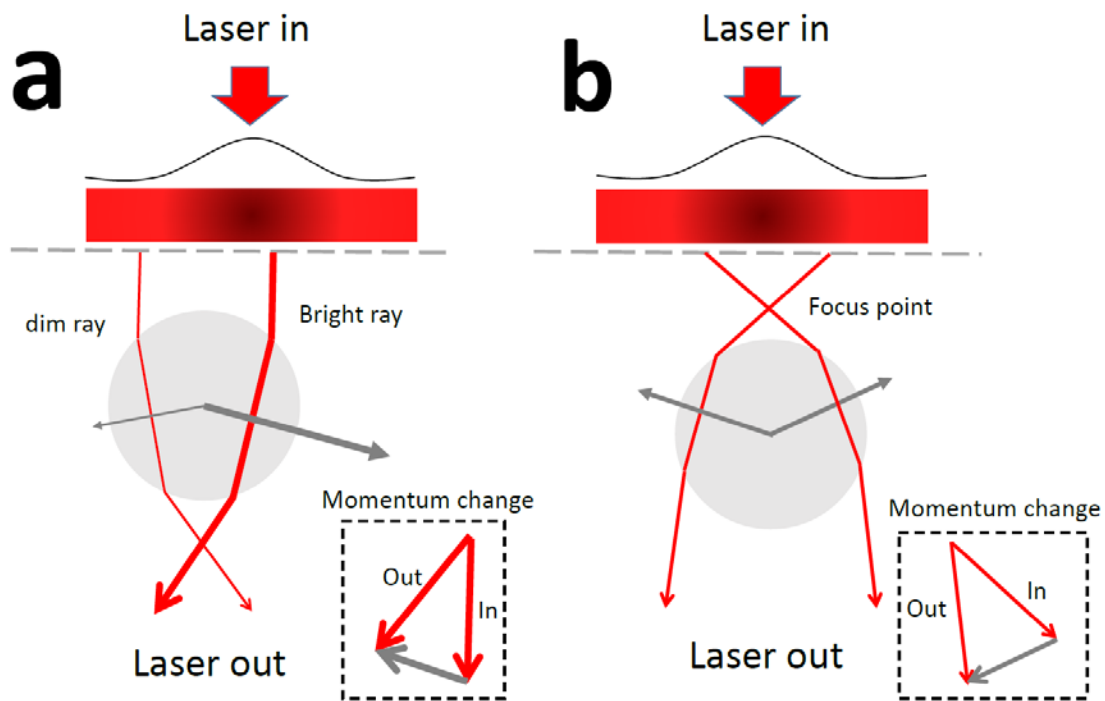 a
Laser in
dim ray
Bright ray
Momentum change
Out
In
Laser out
b
Laser in
Focus point
Momentum change
Out
In
Laser out